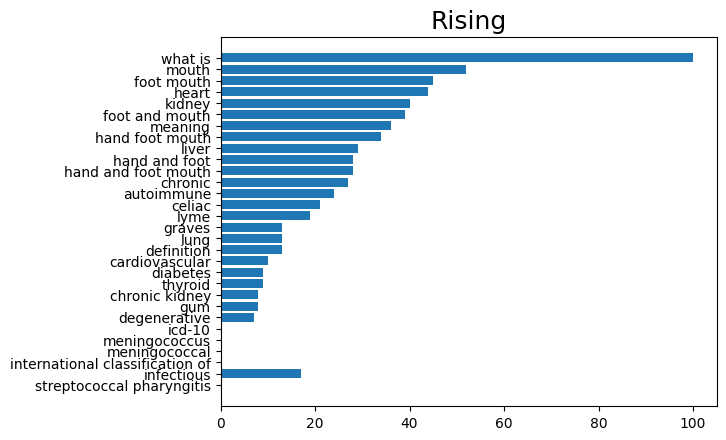 Rising
what is
mouth
foot mouth
heart
kidney
foot and mouth
meaning
hand foot mouth
liver
hand and foot
hand and foot mouth
chronic
autoimmune
celiac
lyme
graves
lung
definition
cardiovascular
diabetes
thyroid
chronic kidney
gum
degenerative
icd-10
meningococcus
meningococcal
international classification of
infectious
streptococcal pharyngitis
0 20 40 60 80 100